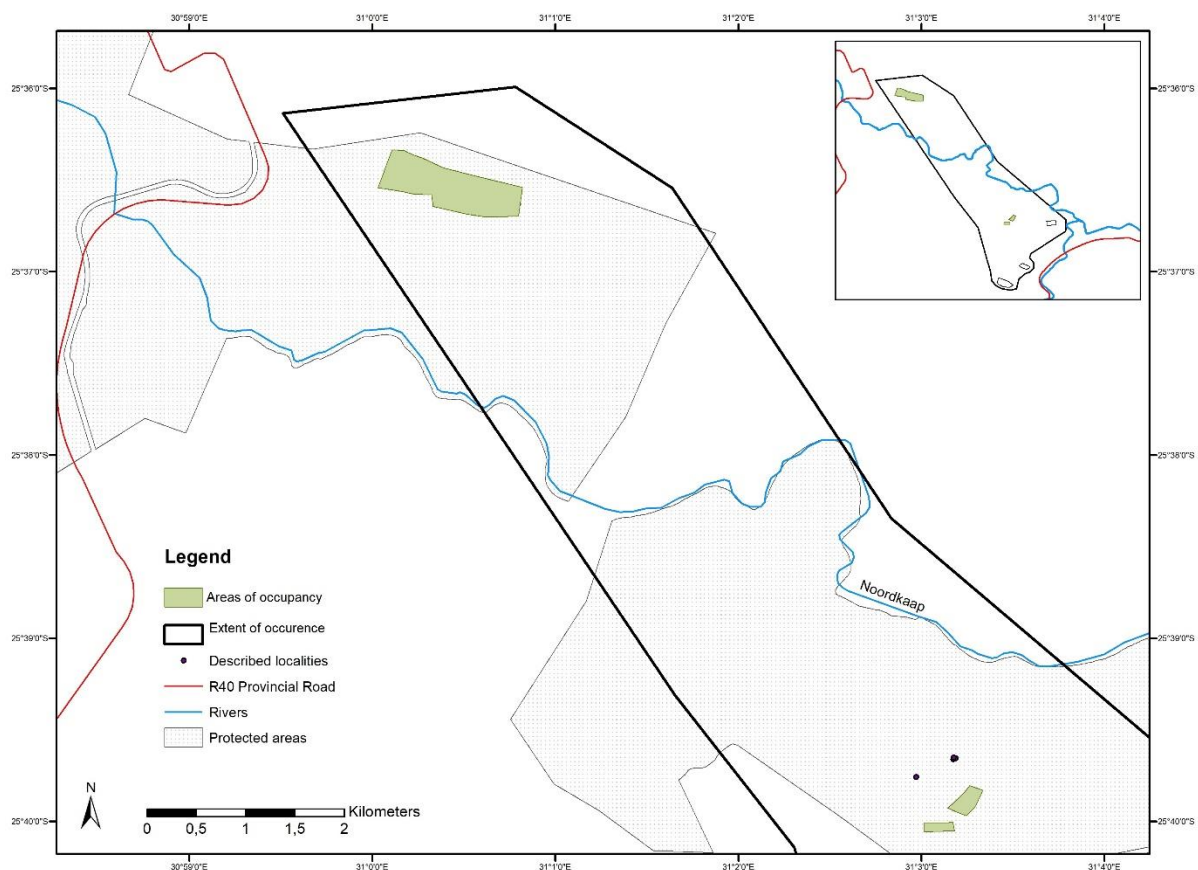 30°59'0"E 31°0'0"E 31°1'0"E 31°2'0"E 31°3'0"E 31°4'0"E
25°36'0"S 25°36'0"S
25°37'0"S 25°37'0"S
25°38'0"S 25°38'0"S
Legend
Areas of occupancy
Extent of occurence
Described localities
R40 Provincial Road
Rivers
Protected areas
Noordkaap
25°39'0"S 25°39'0"S
N
Kilometers
0 0,5 1 1,5 2
25°40'0"S 25°40'0"S
30°59'0"E 31°0'0"E 31°1'0"E 31°2'0"E 31°3'0"E 31°4'0"E